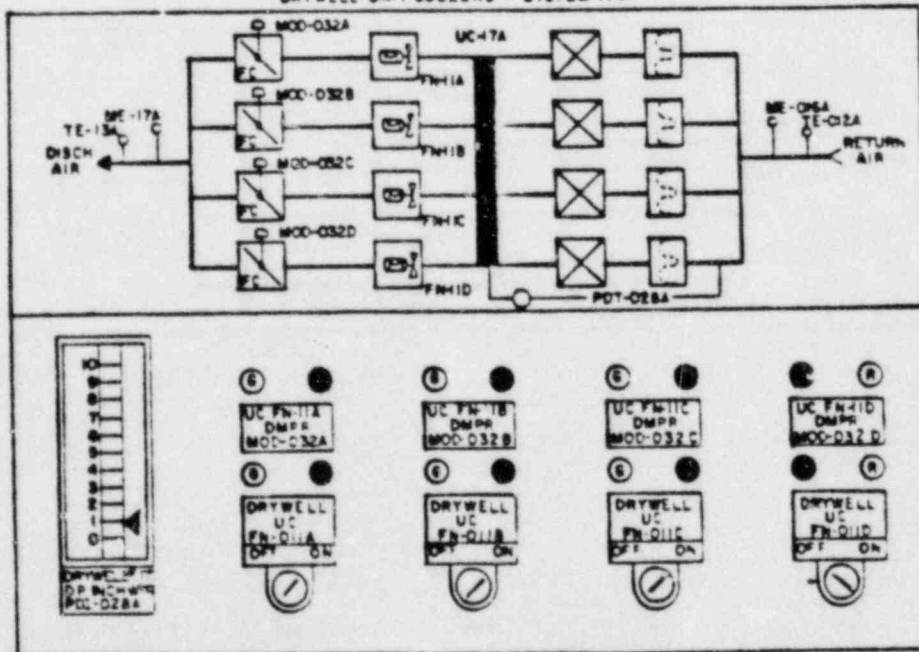 MOD-032A
UC-17A
FC
FN-11A
MOD-032B
FN-11B
FC
ME-17A
TE-13A
DISCH
AIR
MOD-032C
FN-11C
FC
MOD-032D
FN-11D
FC
ME-016A
TE-012A
RETURN
AIR
PDT-028A
10
9
8
7
6
5
4
3
2
1
0
DRYWELL
DP INCHWTR
PDI-028A
G
UC FN-11A
DMPR
MOD-032A
G
DRYWELL
UC
FN-011A
OFF ON
G
UC FN-11B
DMPR
MOD-032B
G
DRYWELL
UC
FN-011B
OFF ON
G
UC FN-11C
DMPR
MOD-032C
G
DRYWELL
UC
FN-011C
OFF ON
R
UC FN-11D
DMPR
MOD-032D
R
DRYWELL
UC
FN-011D
OFF ON